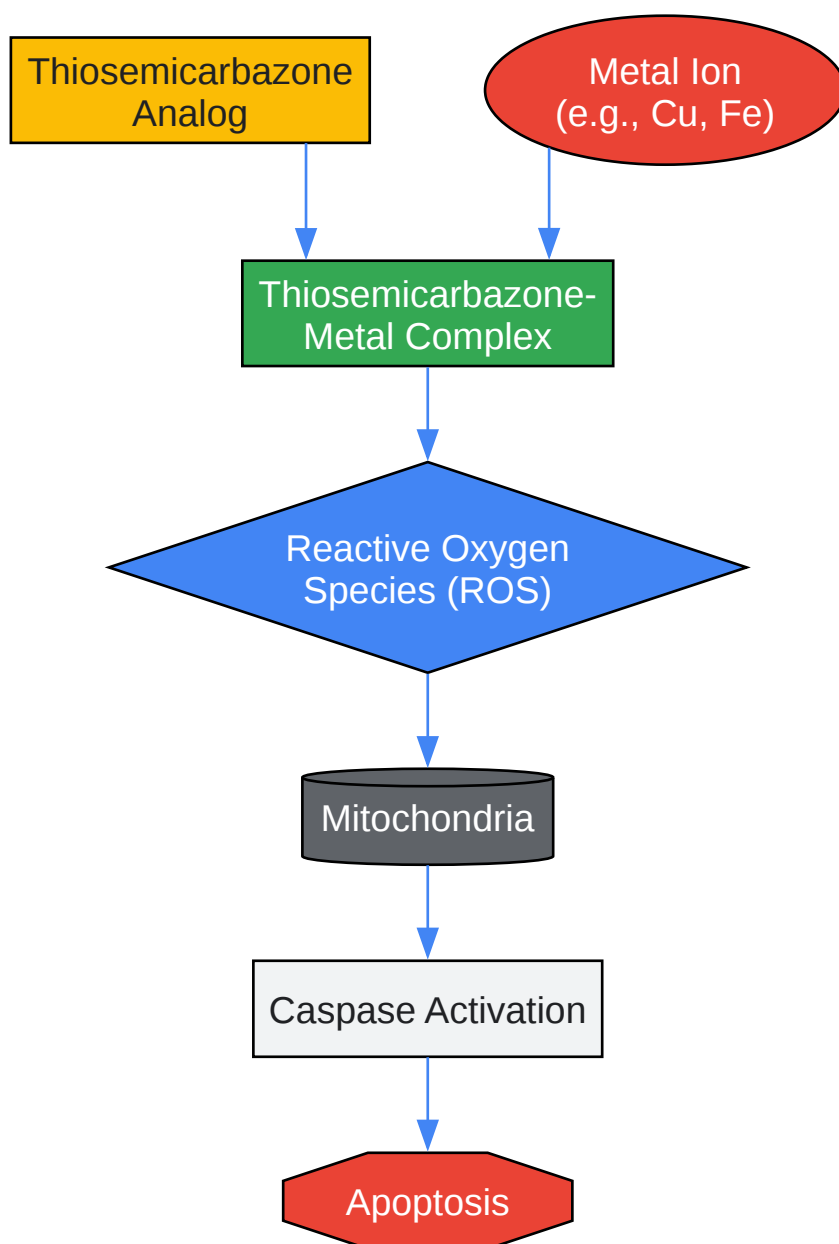 Thiosemicarbazone
Analog
Metal Ion
(e.g., Cu, Fe)
Thiosemicarbazone-
Metal Complex
Reactive Oxygen
Species (ROS)
Mitochondria
Caspase Activation
Apoptosis